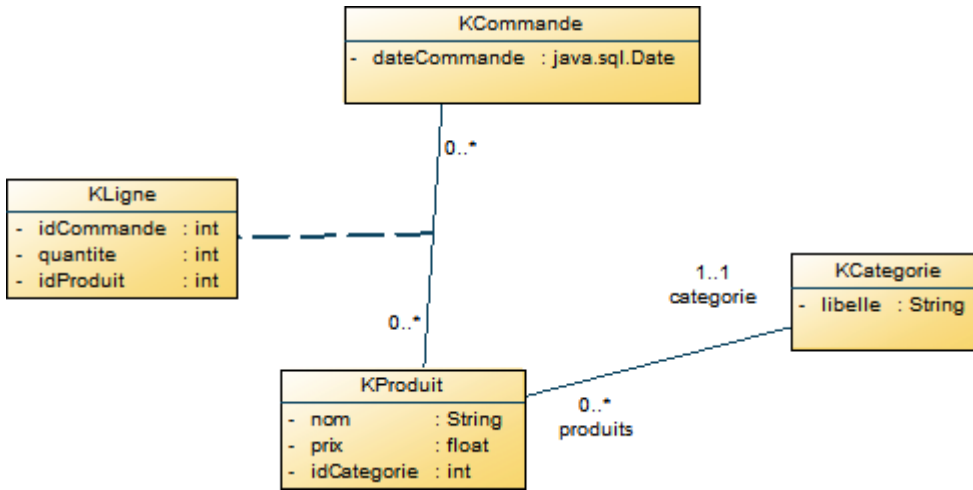 KCommande
- dateCommande : java.sql.Date
0..*
KLigne
- idCommande : int
- quantite : int
- idProduit : int
0..*
1..1
categorie
KCategorie
- libelle : String
KProduit
- nom : String
- prix : float
- idCategorie : int
0..*
produits